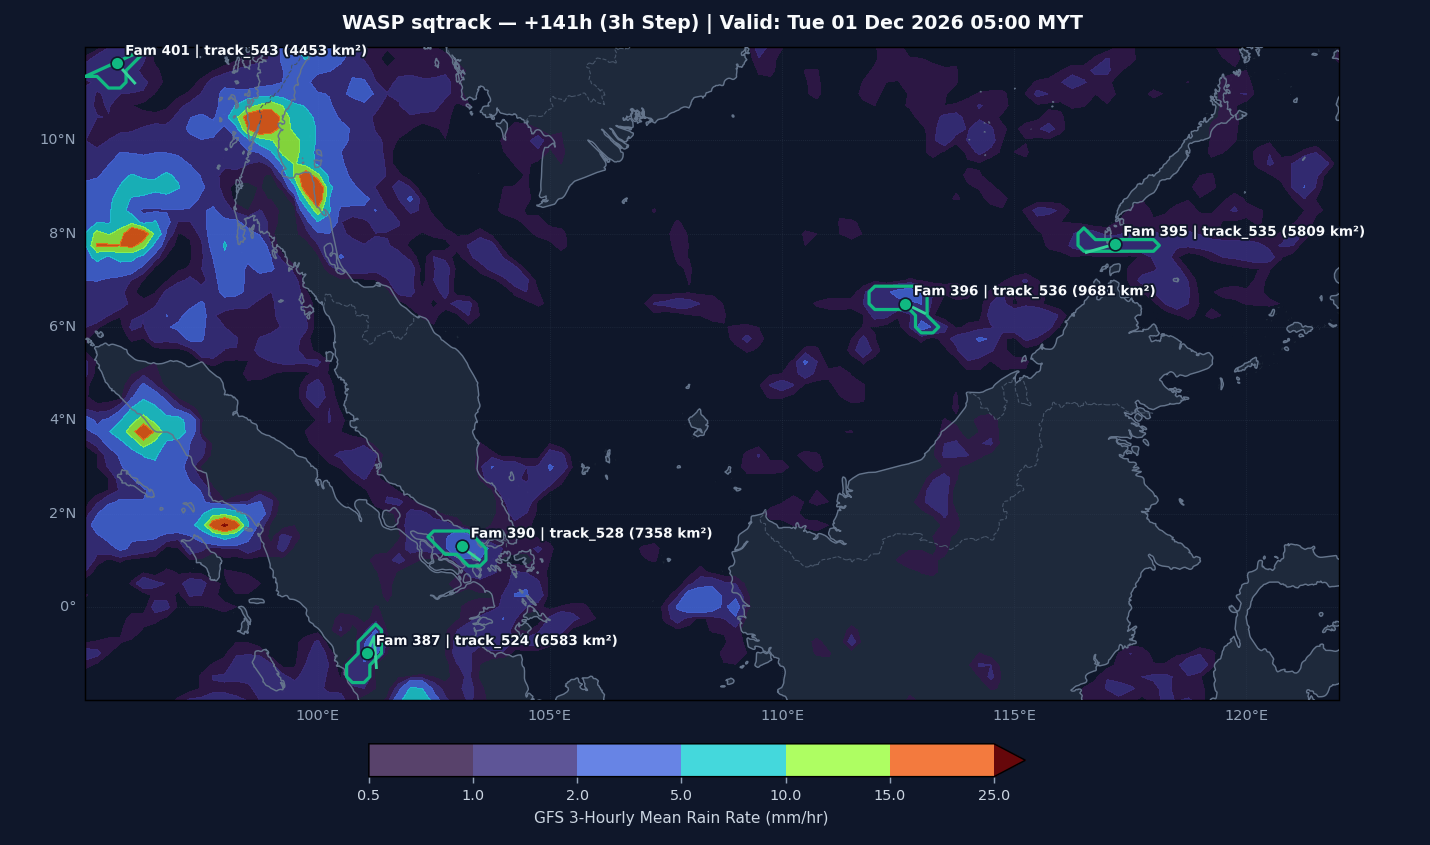 WASP sqtrack — +141h (3h Step) | Valid: Tue 01 Dec 2026 05:00 MYT
Fam 401 | track_543 (4453 km²)
10°N
8°N
Fam 395 | track_535 (5809 km²)
Fam 396 | track_536 (9681 km²)
6°N
4°N
2°N
Fam 390 | track_528 (7358 km²)
0°
Fam 387 | track_524 (6583 km²)
100°E 105°E 110°E 115°E 120°E
0.5 1.0 2.0 5.0 10.0 15.0 25.0
GFS 3-Hourly Mean Rain Rate (mm/hr)